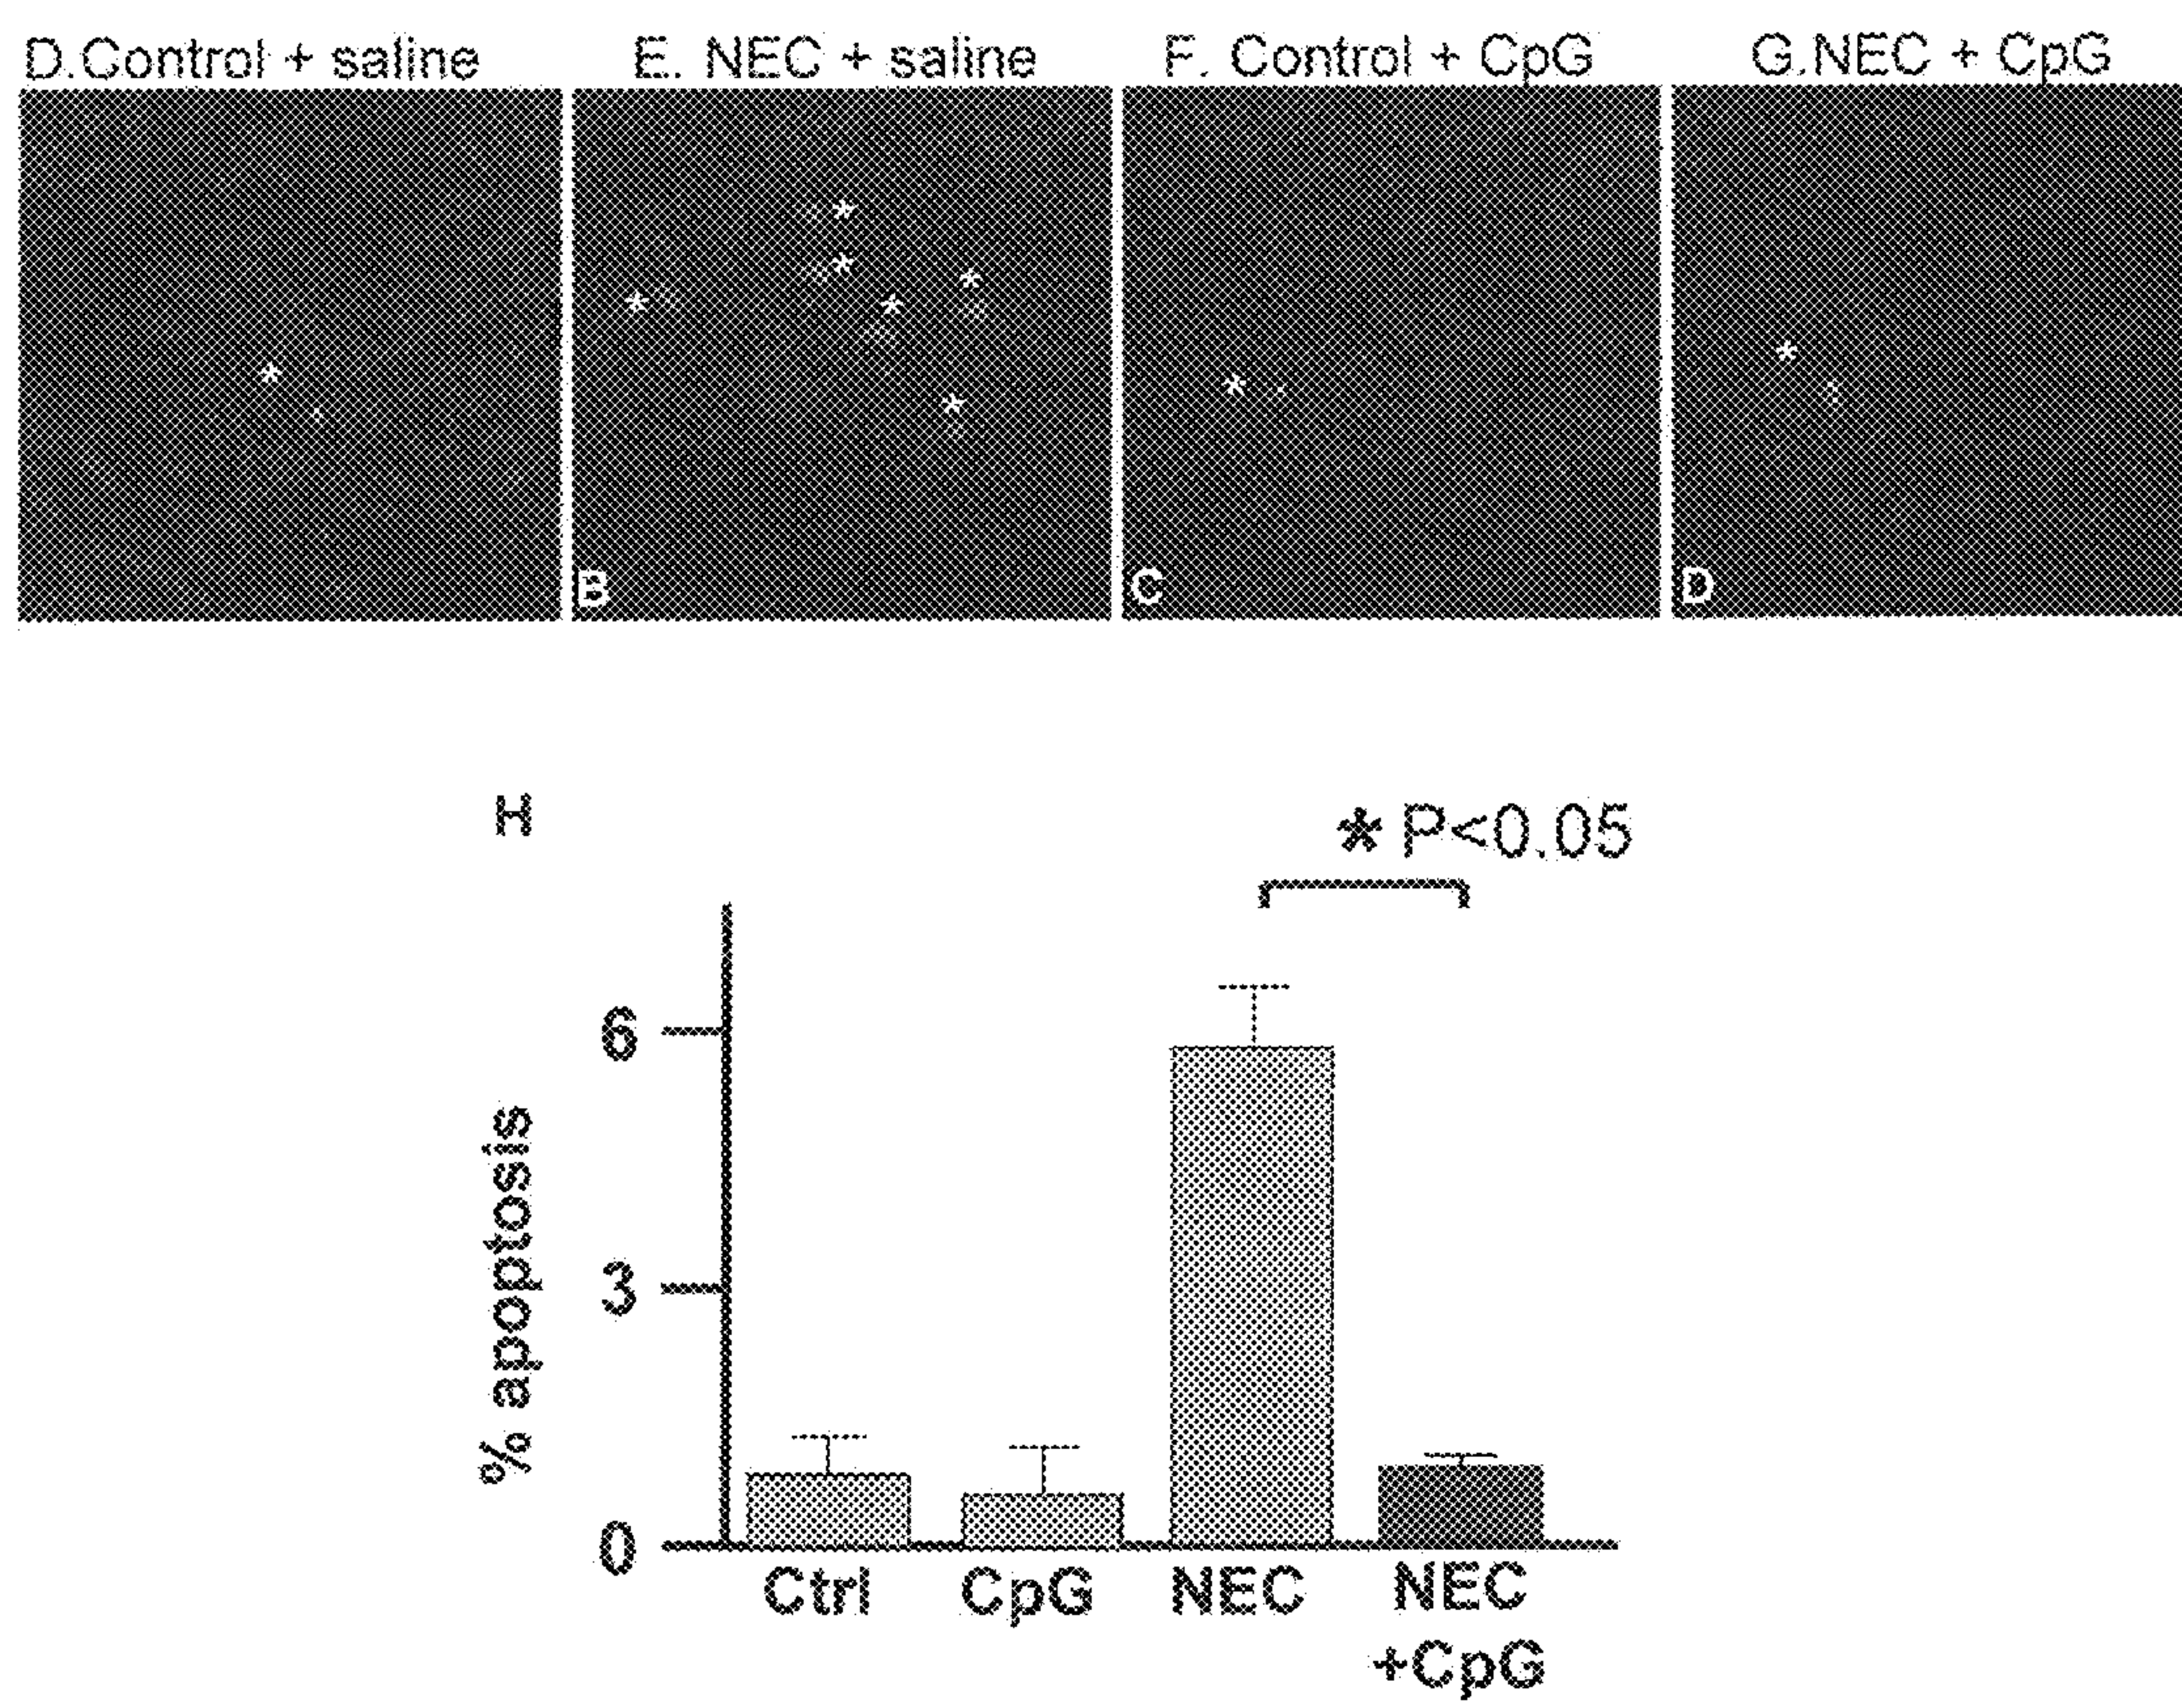 D.Control + saline
E. NEC + saline
F. Control + CpG
G.NEC + CpG
*
* * * * * *
*
*
B
C
D
H
* P<0.05
6
3
0
% apoptosis
Ctrl
CpG
NEC
NEC
+CpG